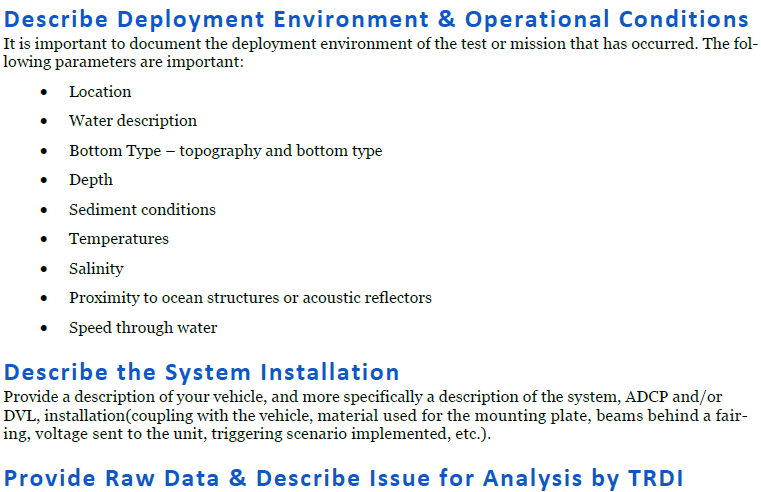 Describe Deployment Environment & Operational Conditions
It is important to document the deployment environment of the test or mission that has occurred. The fol-
lowing parameters are important:
• Location
• Water description
• Bottom Type – topography and bottom type
• Depth
• Sediment conditions
• Temperatures
• Salinity
• Proximity to ocean structures or acoustic reflectors
• Speed through water
Describe the System Installation
Provide a description of your vehicle, and more specifically a description of the system, ADCP and/or
DVL, installation(coupling with the vehicle, material used for the mounting plate, beams behind a fair-
ing, voltage sent to the unit, triggering scenario implemented, etc.).
Provide Raw Data & Describe Issue for Analysis by TRDI